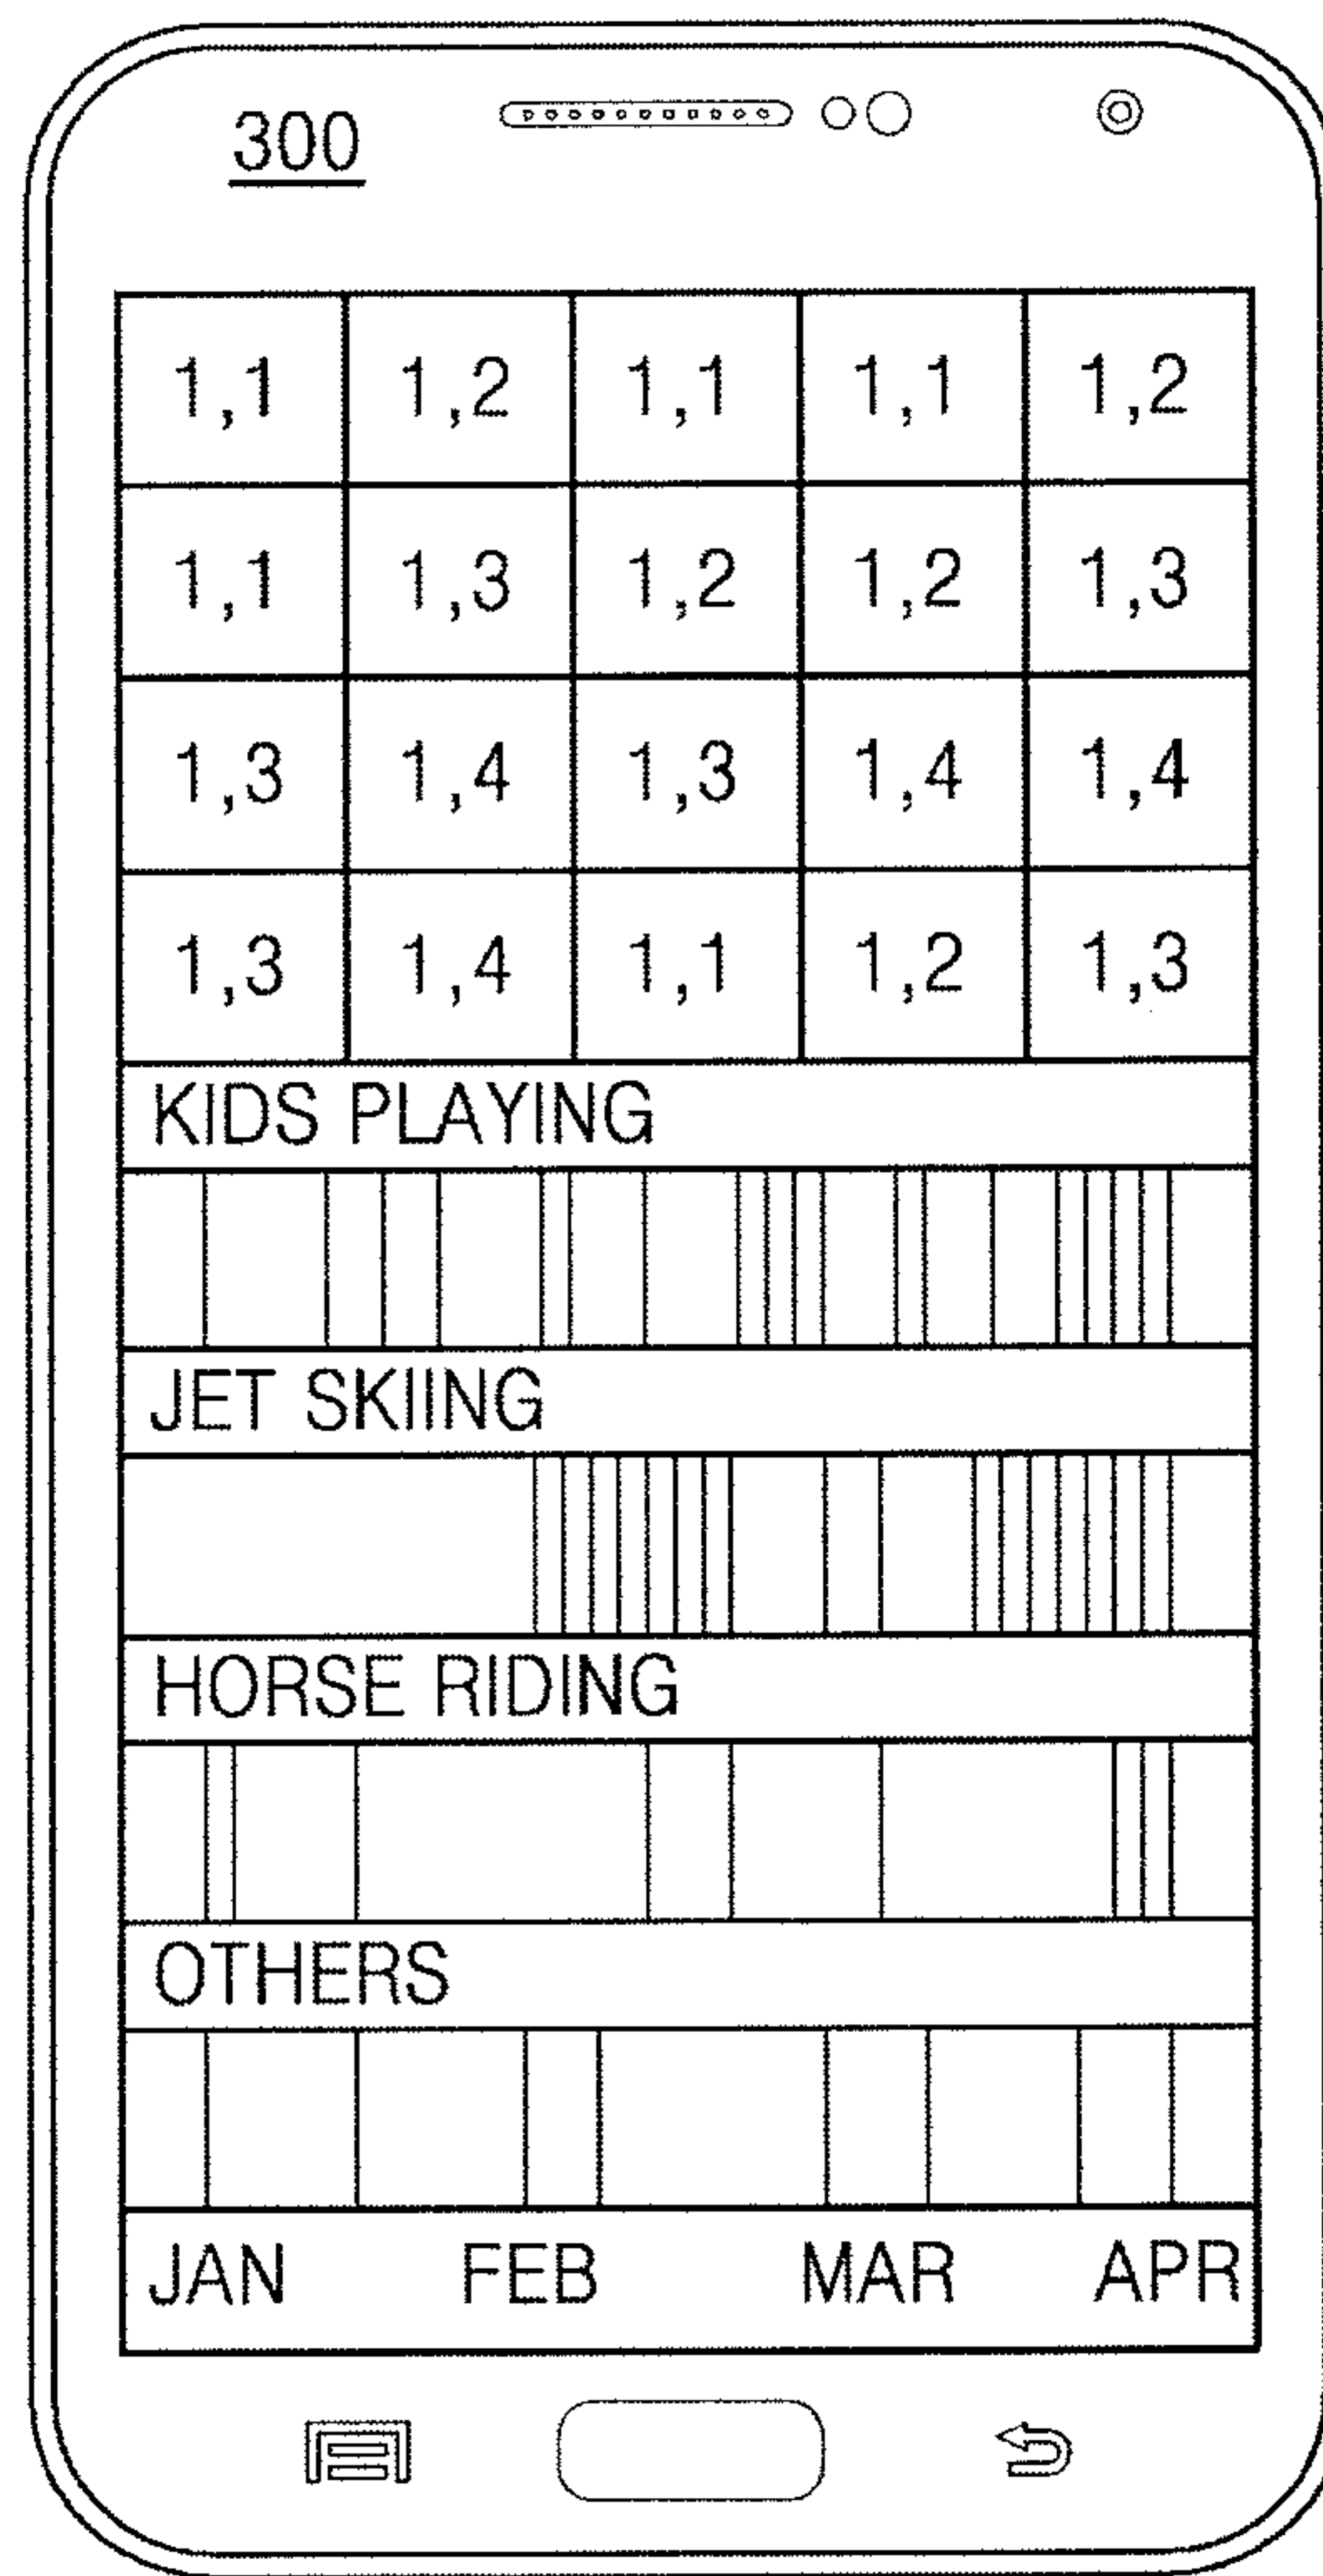 300
1,1 1,2 1,1 1,1 1,2
1,1 1,3 1,2 1,2 1,3
1,3 1,4 1,3 1,4 1,4
1,3 1,4 1,1 1,2 1,3
KIDS PLAYING
JET SKIING
HORSE RIDING
OTHERS
JAN FEB MAR APR